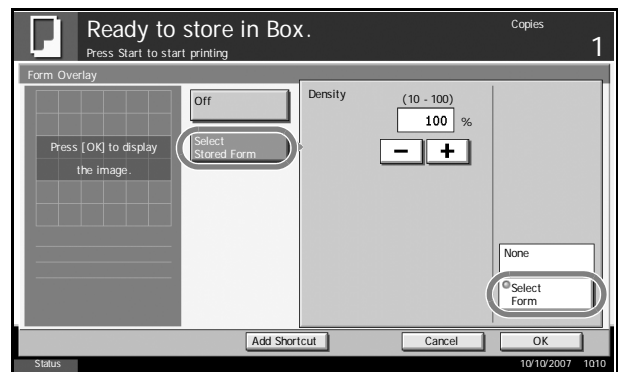 Ready to store in Box.
Press Start to start printing
Copies
1
Form Overlay
Press [OK] to display
the image.
Off
Select
Stored Form
Density
(10 - 100)
100 %
− +
None
Select
Form
Add Shortcut
Cancel
OK
Status
10/10/2007 10:10